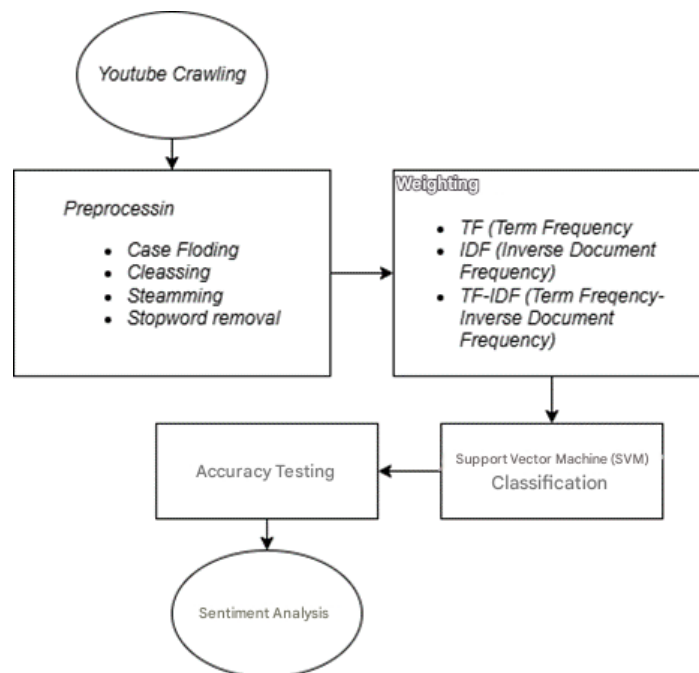 Youtube Crawling
Preprocessin
• Case Floding
• Cleassing
• Steamming
• Stopword removal
Weighting
• TF (Term Frequency
• IDF (Inverse Document
Frequency)
• TF-IDF (Term Freqency-
Inverse Document
Frequency)
Support Vector Machine (SVM)
Classification
Accuracy Testing
Sentiment Analysis